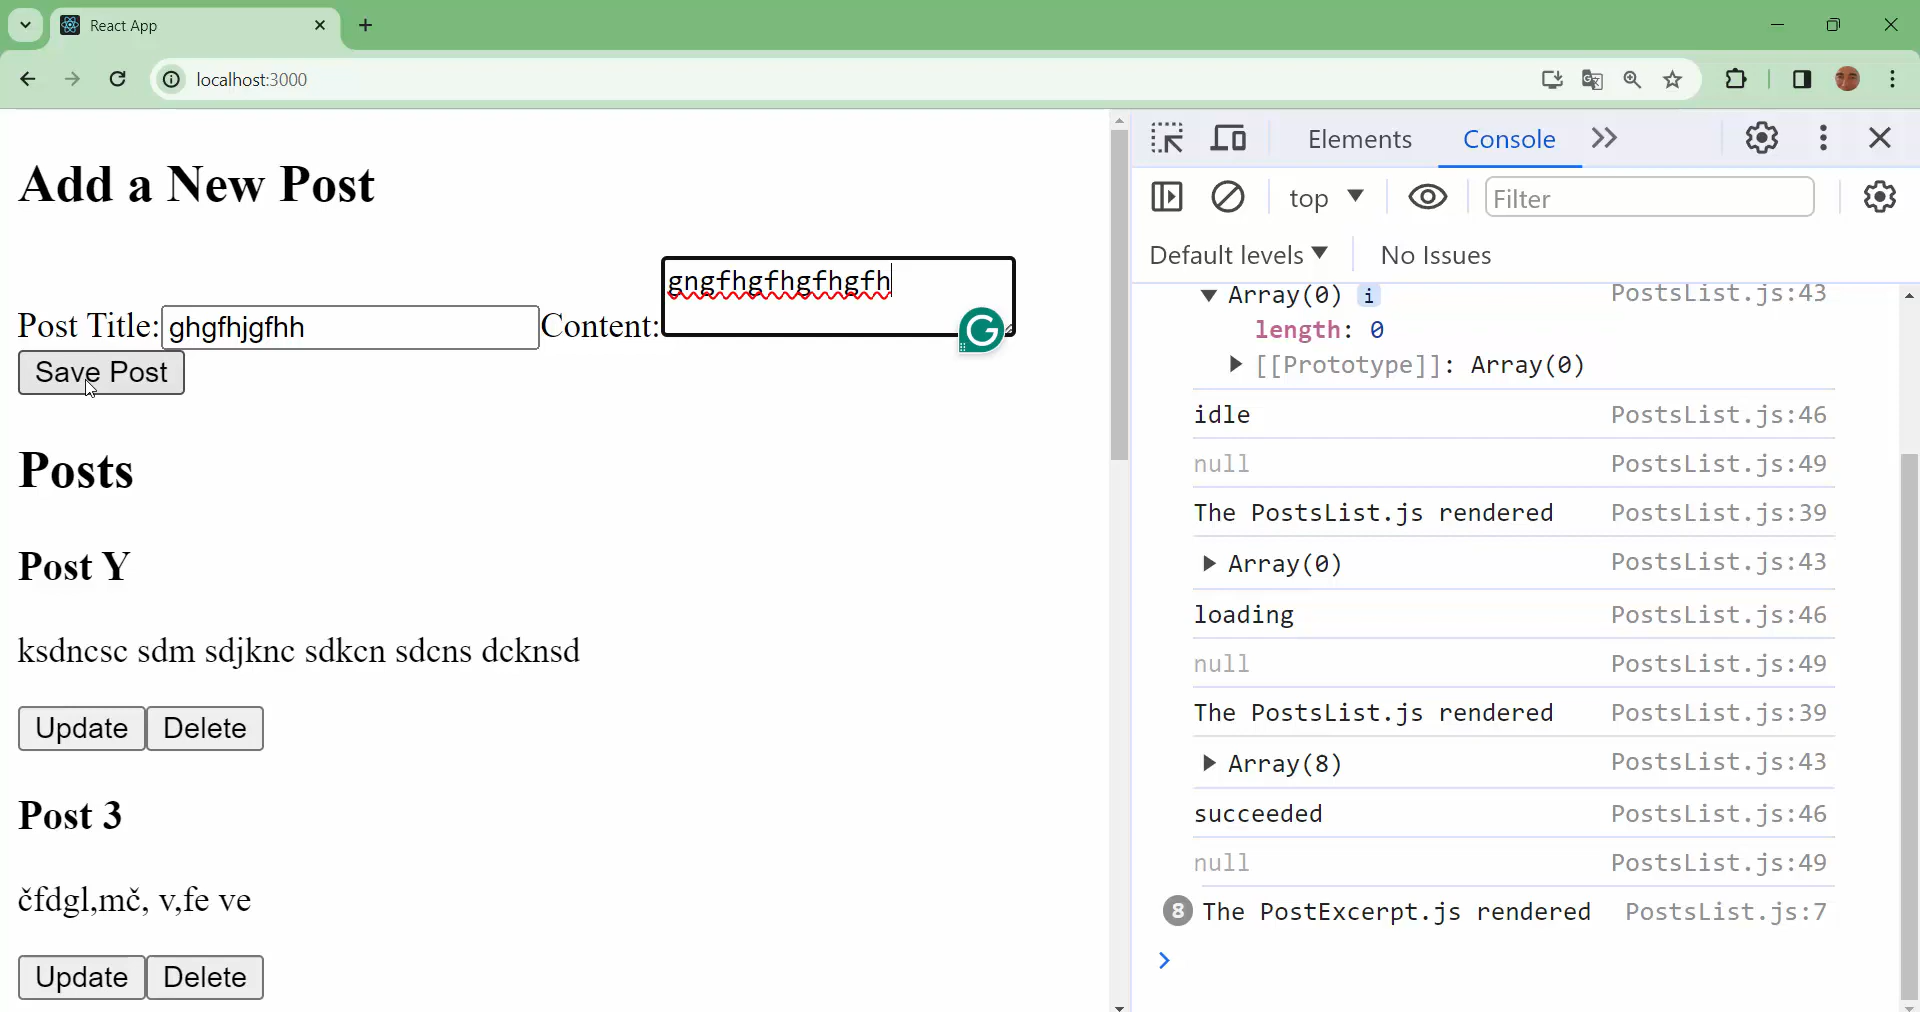 React App
localhost:3000
Add a New Post
gngfhgfhgfhgfh
Post Title: ghgfhjgfhh Content:
Save Post
Posts
Post Y
ksdncsc sdm sdjknc sdkcn sdcns dcknsd
Update Delete
Post 3
čfdgl,mč, v,fe ve
Update Delete
Elements Console
top Filter
Default levels No Issues
Array(0) i PostsList.js:43
length: 0
[[Prototype]]: Array(0)
idle PostsList.js:46
null PostsList.js:49
The PostsList.js rendered PostsList.js:39
Array(0) PostsList.js:43
loading PostsList.js:46
null PostsList.js:49
The PostsList.js rendered PostsList.js:39
Array(8) PostsList.js:43
succeeded PostsList.js:46
null PostsList.js:49
8 The PostExcerpt.js rendered PostsList.js:7